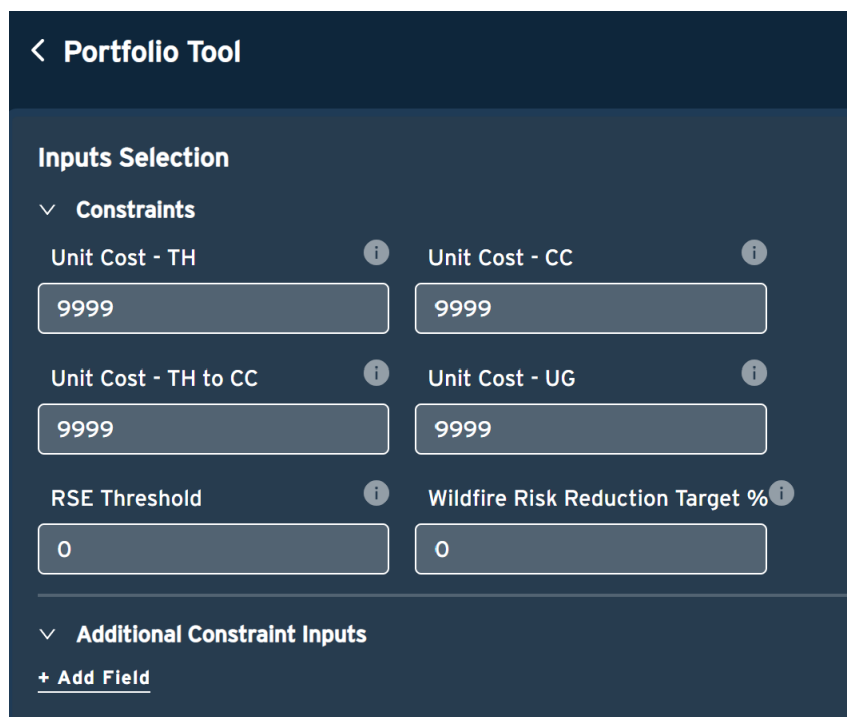 Portfolio Tool
Inputs Selection
Constraints
Unit Cost - TH
Unit Cost - CC
9999
9999
Unit Cost - TH to CC
Unit Cost - UG
9999
9999
RSE Threshold
Wildfire Risk Reduction Target %
0
0
Additional Constraint Inputs
+ Add Field